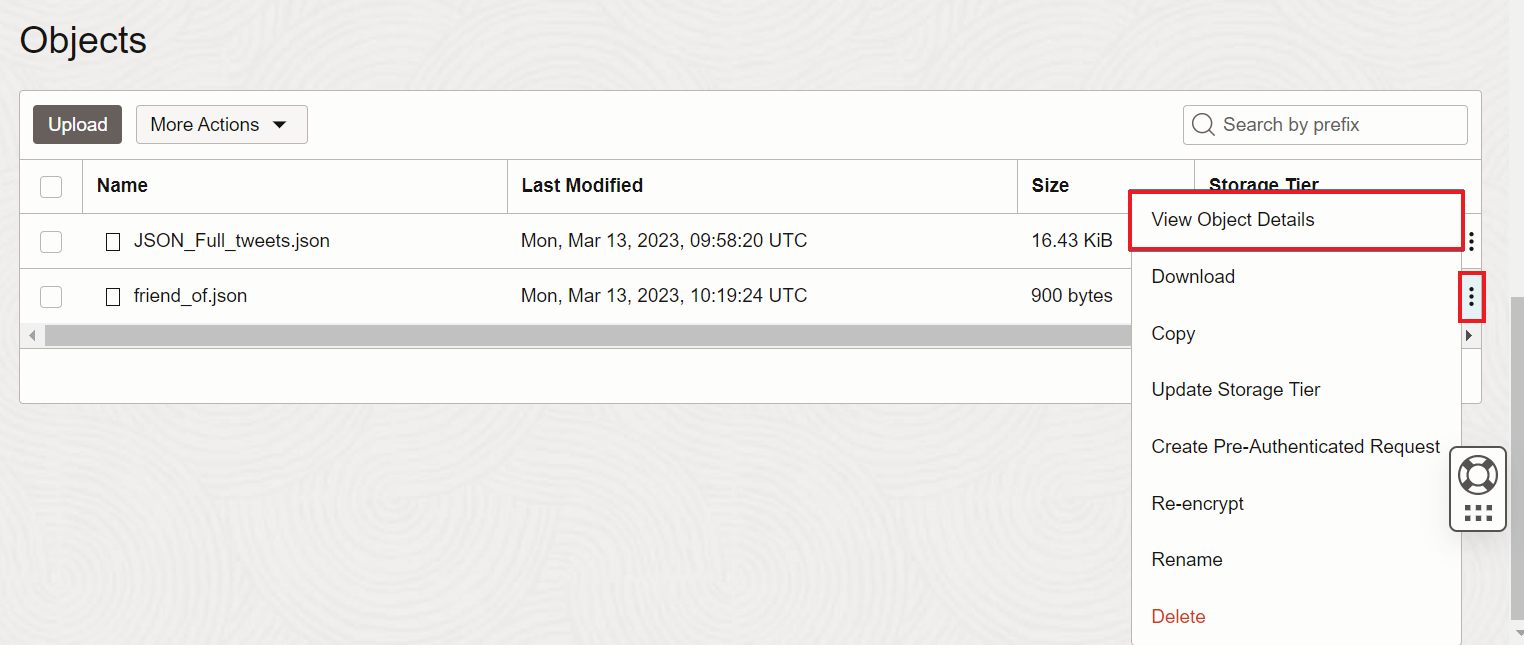 Objects
Upload
More Actions
Search by prefix
Name Last Modified Size Storage Tier
JSON_Full_tweets.json Mon, Mar 13, 2023, 09:58:20 UTC 16.43 KiB
friend_of.json Mon, Mar 13, 2023, 10:19:24 UTC 900 bytes
View Object Details
Download
Copy
Update Storage Tier
Create Pre-Authenticated Request
Re-encrypt
Rename
Delete